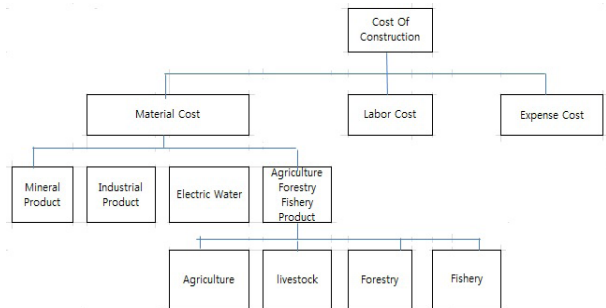 Cost Of
Construction
Material Cost
Labor Cost
Expense Cost
Mineral
Product
Industrial
Product
Electric Water
Agriculture
Forestry
Fishery
Product
Agriculture
livestock
Forestry
Fishery